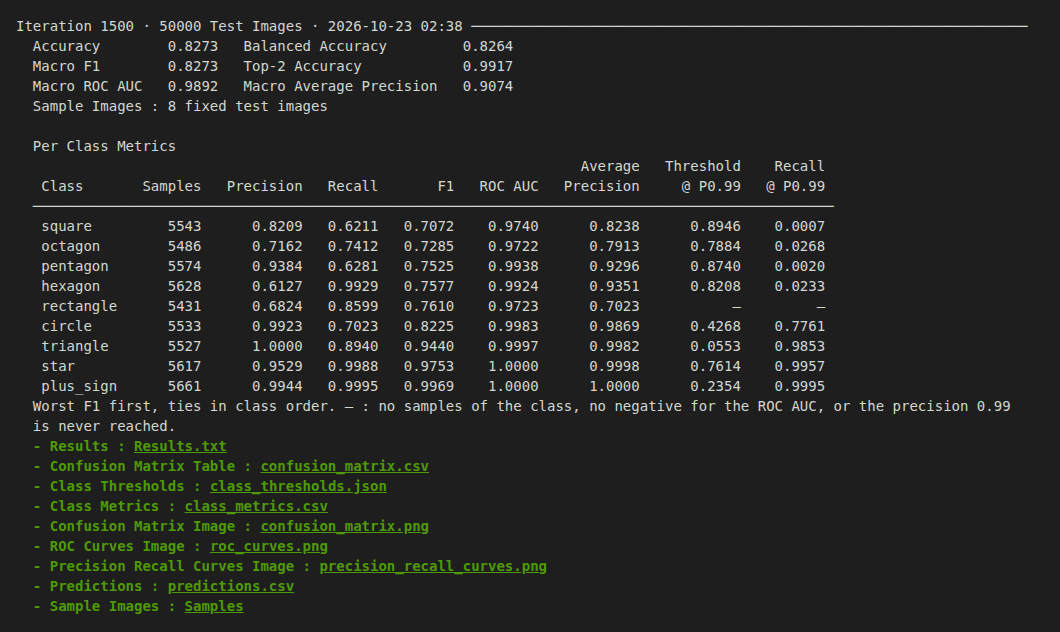 Iteration 1500 · 50000 Test Images · 2026-10-23 02:38
Accuracy 0.8273 Balanced Accuracy 0.8264
Macro F1 0.8273 Top-2 Accuracy 0.9917
Macro ROC AUC 0.9892 Macro Average Precision 0.9074
Sample Images : 8 fixed test images
Per Class Metrics
Average Threshold Recall
Class Samples Precision Recall F1 ROC AUC Precision @ P0.99 @ P0.99
square 5543 0.8209 0.6211 0.7072 0.9740 0.8238 0.8946 0.0007
octagon 5486 0.7162 0.7412 0.7285 0.9722 0.7913 0.7884 0.0268
pentagon 5574 0.9384 0.6281 0.7525 0.9938 0.9296 0.8740 0.0020
hexagon 5628 0.6127 0.9929 0.7577 0.9924 0.9351 0.8208 0.0233
rectangle 5431 0.6824 0.8599 0.7610 0.9723 0.7023 — —
circle 5533 0.9923 0.7023 0.8225 0.9983 0.9869 0.4268 0.7761
triangle 5527 1.0000 0.8940 0.9440 0.9997 0.9982 0.0553 0.9853
star 5617 0.9529 0.9988 0.9753 1.0000 0.9998 0.7614 0.9957
plus_sign 5661 0.9944 0.9995 0.9969 1.0000 1.0000 0.2354 0.9995
Worst F1 first, ties in class order. — : no samples of the class, no negative for the ROC AUC, or the precision 0.99
is never reached.
- Results : Results.txt
- Confusion Matrix Table : confusion_matrix.csv
- Class Thresholds : class_thresholds.json
- Class Metrics : class_metrics.csv
- Confusion Matrix Image : confusion_matrix.png
- ROC Curves Image : roc_curves.png
- Precision Recall Curves Image : precision_recall_curves.png
- Predictions : predictions.csv
- Sample Images : Samples